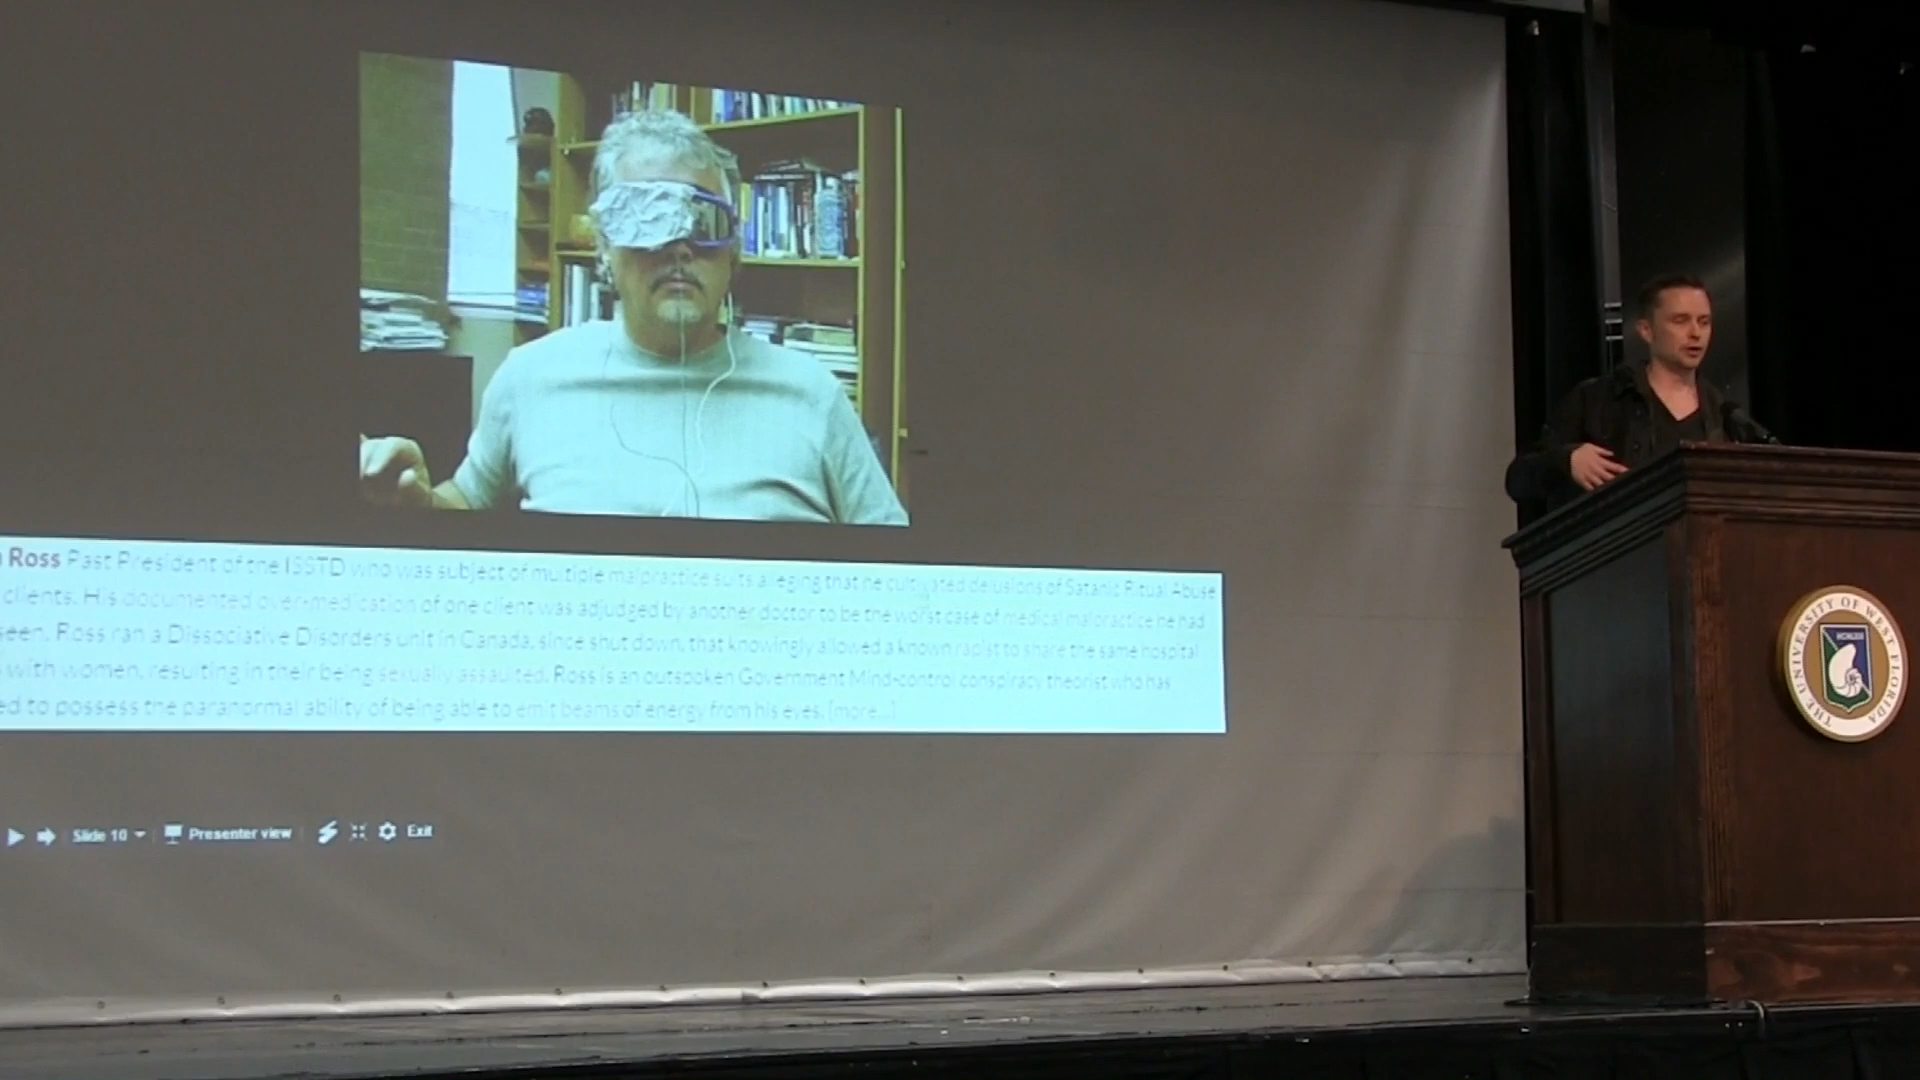 Ross Past President of the ISSTD who was subject of multiple malpractice suits alleging that he cultivated delusions of Satanic Ritual Abuse
clients. His documented over-medication of one client was adjudged by another doctor to be the worst case of medical malpractice he had
seen. Ross ran a Dissociative Disorders unit in Canada, since shut down, that knowingly allowed a known rapist to share the same hospital
with women, resulting in their being sexually assaulted. Ross is an outspoken Government Mind-control conspiracy theorist who has
ed to possess the paranormal ability of being able to emit beams of energy from his eyes. [more...]
Slide 10 Presenter view Exit
THE UNIVERSITY OF WEST FLORIDA